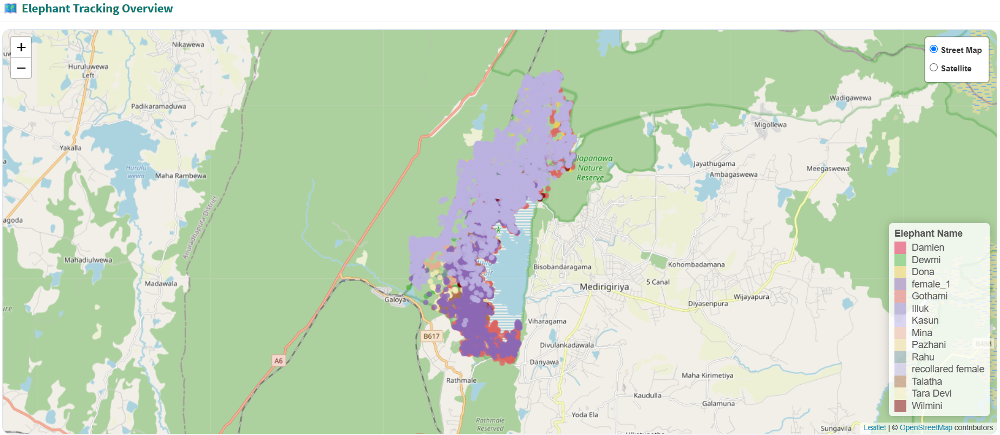 Elephant Tracking Overview
+
−
Street Map
Satellite
Nikawewa
Huruluwewa
Left
Padikaramaduwa
Wadigawewa
Migollewa
Yakalla
Hurulu
wewa
Maha Rambewa
lapanawa
Nature
Reserve
Jayathugama
Ambagaswewa
Meegaswewa
agoda
Anuradhapura District
k
Mahadiulwewa
Madawala
Galoya
Bisobandaragama
Kohombadamana
Medirigiriya
5 Canal
Wijayapura
Diyasenpura
Viharagama
B617
Divulankadawala
A6
Danyawa
Rathmale
Maha Kirimetiya
Kaudulla
Galamuna
Yoda Ela
Rathmale
Reserved
Sungavila
B483
Elephant Name
Damien
Dewmi
Dona
female_1
Gothami
Illuk
Kasun
Mina
Pazhani
Rahu
recollared female
Talatha
Tara Devi
Wilmini
Leaflet | © OpenStreetMap contributors